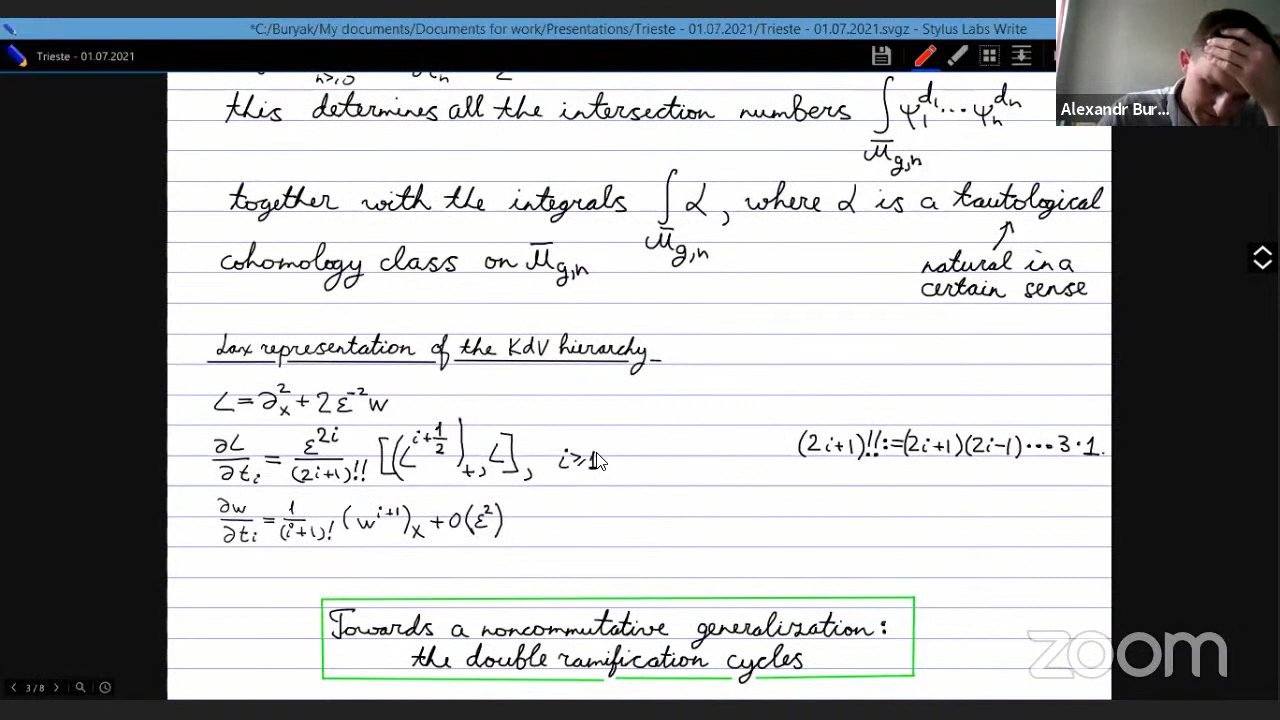 *C:/Buryak/My documents/Documents for work/Presentations/Trieste - 01.07.2021/Trieste - 01.07.2021.svgz - Stylus Labs Write
Trieste - 01.07.2021
Alexandr Bur...
n≥0
this determines all the intersection numbers ∫_{M̅_{g,n}} ψ_1^{d_1} ... ψ_n^{d_n}
together with the integrals ∫_{M̅_{g,n}} α, where α is a tautological
cohomology class on M̅_{g,n}
natural in a
certain sense
Lax representation of the KdV hierarchy
L = ∂_x^2 + 2ε^{-2}w
∂L/∂t_i = ε^{2i}/(2i+1)!! [(L^{i+1/2})_+, L], i≥1
(2i+1)!! := (2i+1)(2i-1)...3·1.
∂w/∂t_i = 1/(i+1)! (w^{i+1})_x + O(ε^2)
Towards a noncommutative generalization:
the double ramification cycles
zoom
3/8